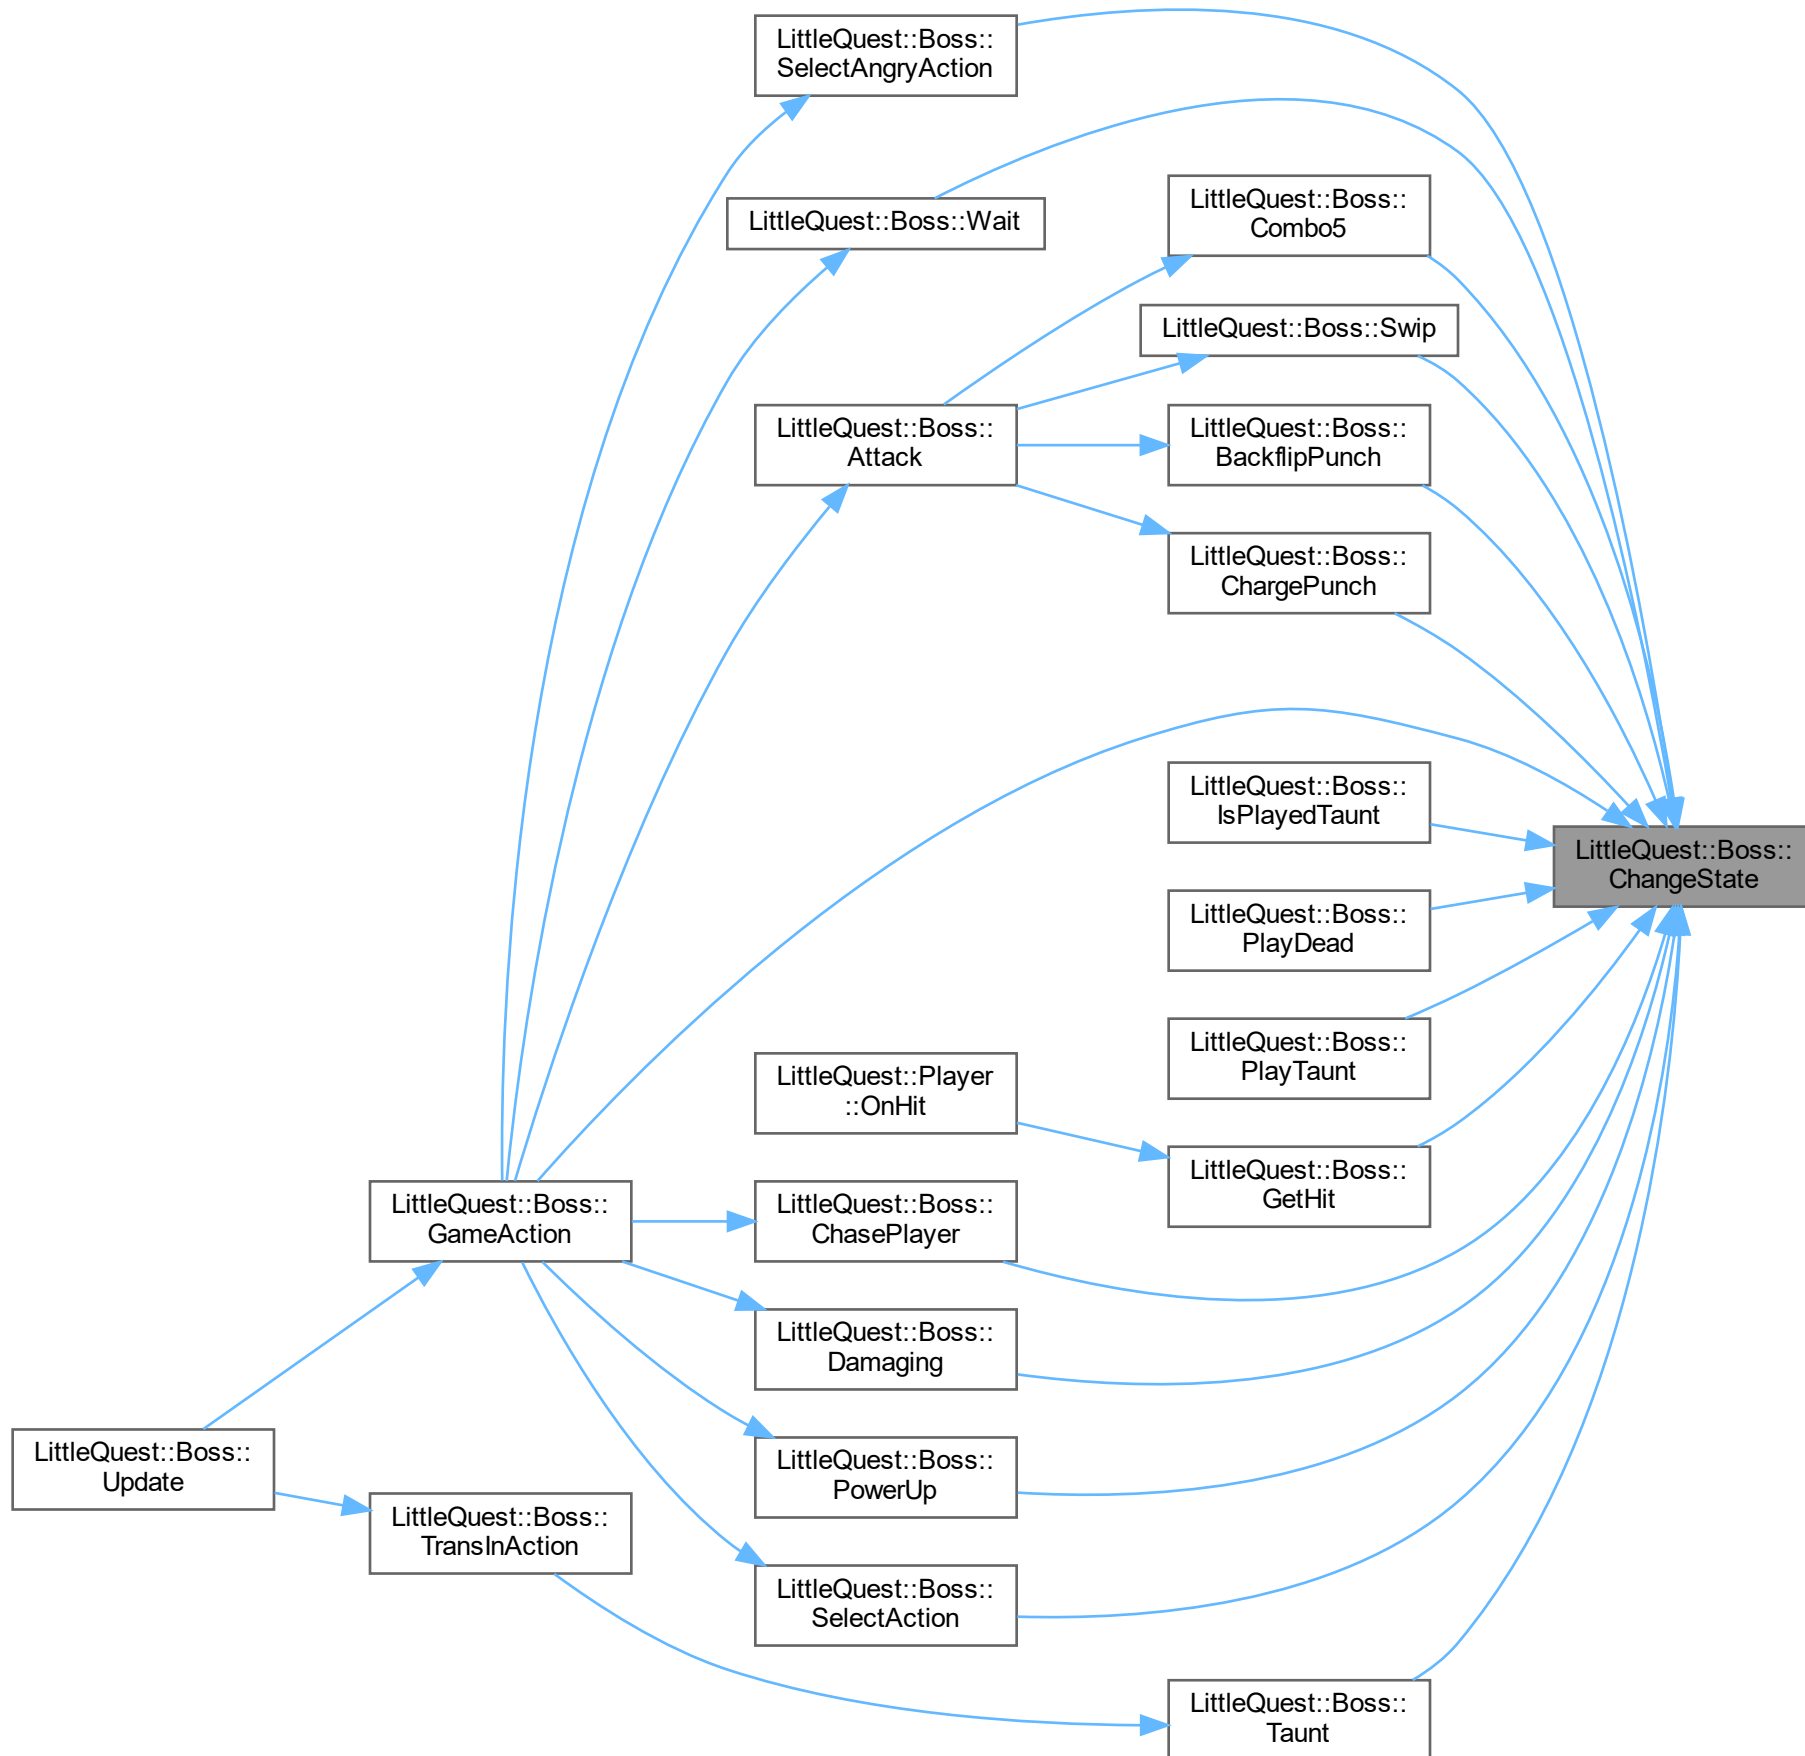 LittleQuest::Boss::
SelectAngryAction
LittleQuest::Boss::Wait
LittleQuest::Boss::
Combo5
LittleQuest::Boss::Swip
LittleQuest::Boss::
Attack
LittleQuest::Boss::
BackflipPunch
LittleQuest::Boss::
ChargePunch
LittleQuest::Boss::
IsPlayedTaunt
LittleQuest::Boss::
ChangeState
LittleQuest::Boss::
PlayDead
LittleQuest::Boss::
PlayTaunt
LittleQuest::Player
::OnHit
LittleQuest::Boss::
GetHit
LittleQuest::Boss::
GameAction
LittleQuest::Boss::
ChasePlayer
LittleQuest::Boss::
Damaging
LittleQuest::Boss::
Update
LittleQuest::Boss::
PowerUp
LittleQuest::Boss::
TransInAction
LittleQuest::Boss::
SelectAction
LittleQuest::Boss::
Taunt